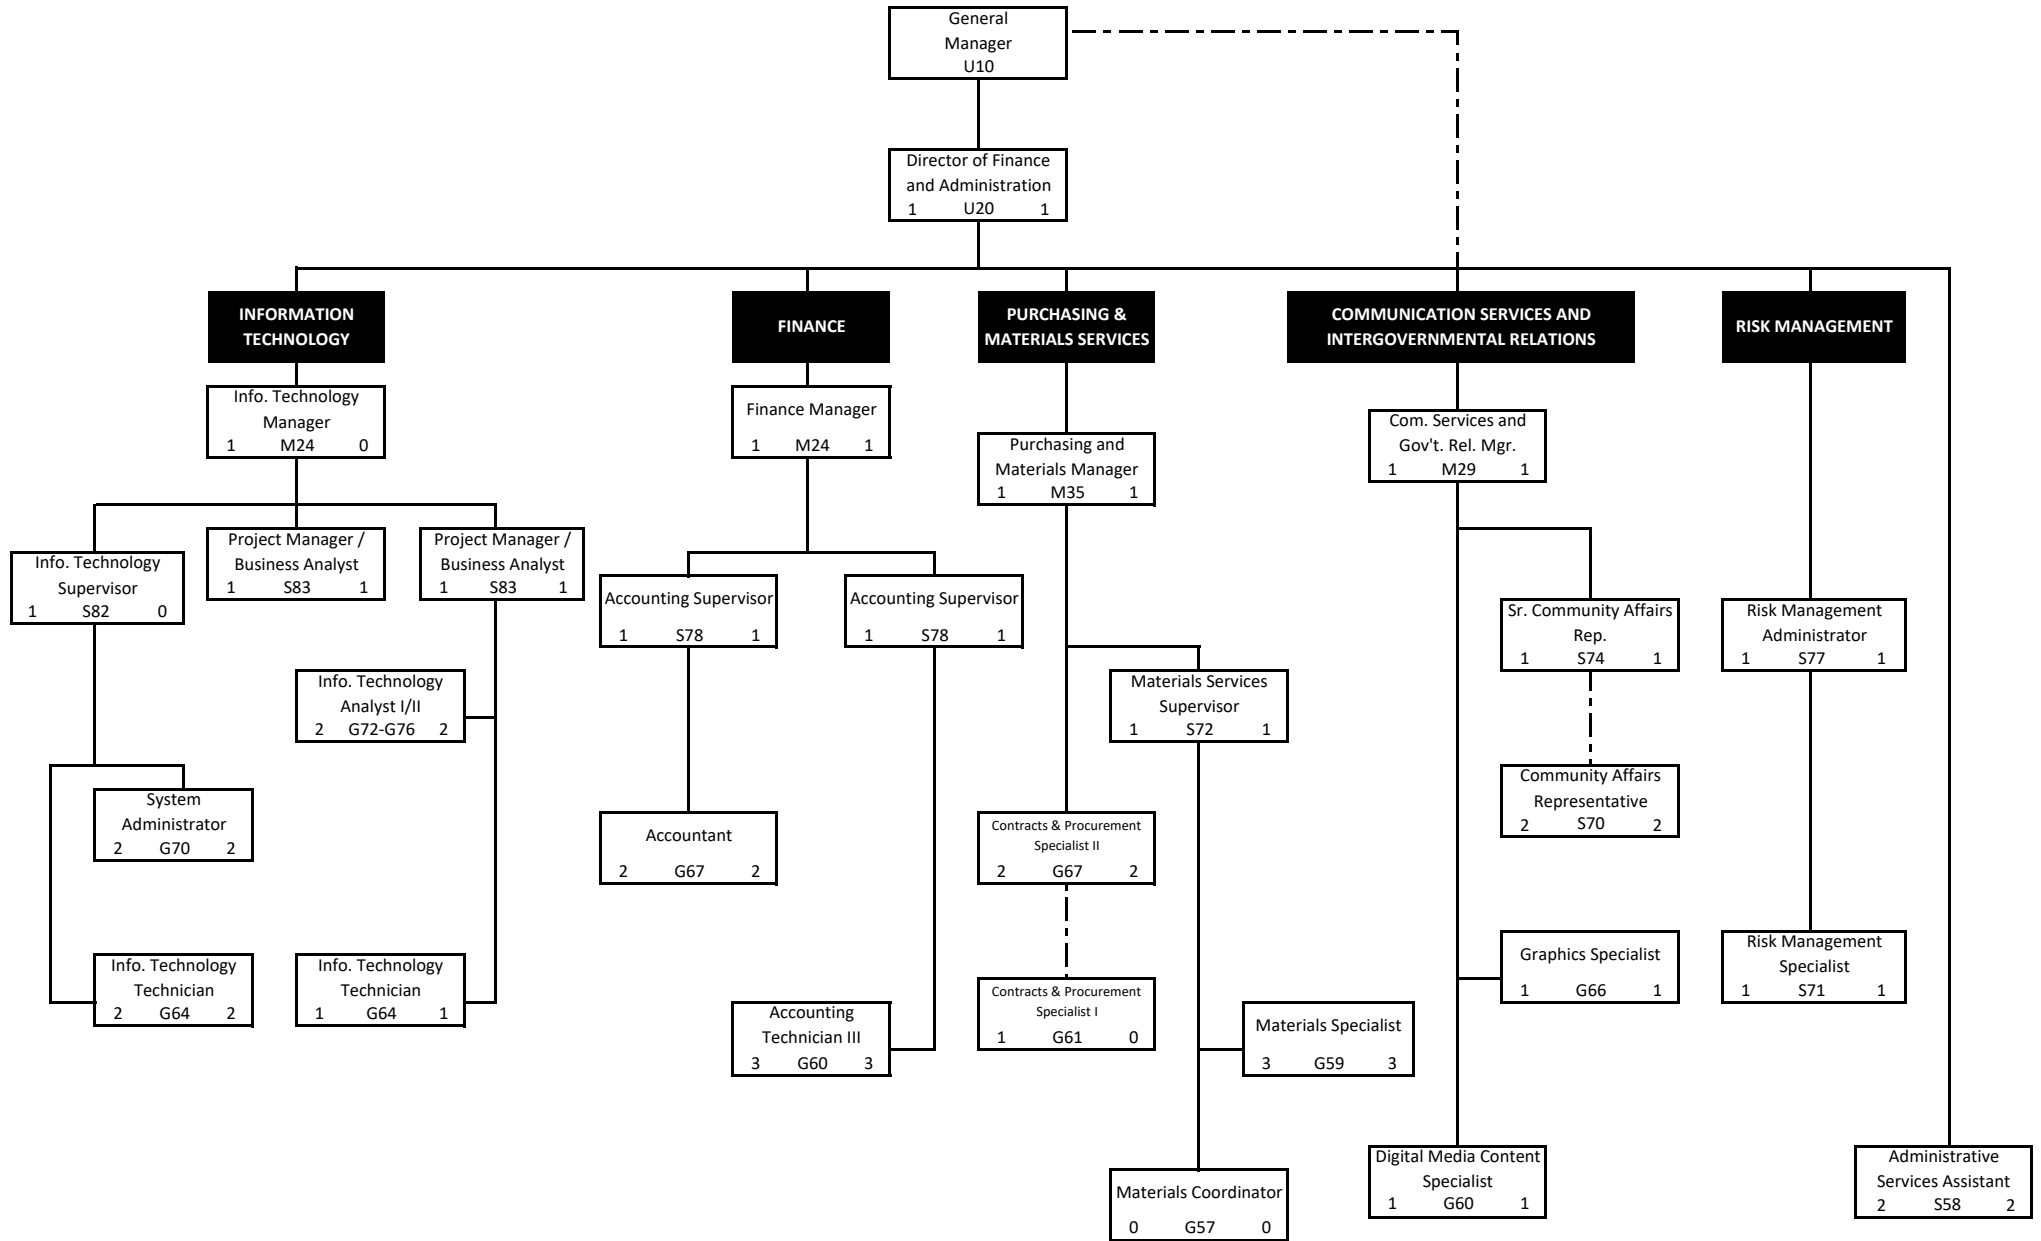 General
Manager
U10
Director of Finance
and Administration
1 U20 1
INFORMATION
TECHNOLOGY
Info. Technology
Manager
1 M24 0
Info. Technology
Supervisor
1 S82 0
Project Manager /
Business Analyst
1 S83 1
Project Manager /
Business Analyst
1 S83 1
Info. Technology
Analyst I/II
2 G72-G76 2
System
Administrator
2 G70 2
Info. Technology
Technician
2 G64 2
Info. Technology
Technician
1 G64 1
FINANCE
Finance Manager
1 M24 1
Accounting Supervisor
1 S78 1
Accounting Supervisor
1 S78 1
Accountant
2 G67 2
Accounting
Technician III
3 G60 3
PURCHASING &
MATERIALS SERVICES
Purchasing and
Materials Manager
1 M35 1
Materials Services
Supervisor
1 S72 1
Contracts & Procurement
Specialist II
2 G67 2
Contracts & Procurement
Specialist I
1 G61 0
Materials Specialist
3 G59 3
Materials Coordinator
0 G57 0
COMMUNICATION SERVICES AND
INTERGOVERNMENTAL RELATIONS
Com. Services and
Gov't. Rel. Mgr.
1 M29 1
Sr. Community Affairs
Rep.
1 S74 1
Community Affairs
Representative
2 S70 2
Graphics Specialist
1 G66 1
Digital Media Content
Specialist
1 G60 1
RISK MANAGEMENT
Risk Management
Administrator
1 S77 1
Risk Management
Specialist
1 S71 1
Administrative
Services Assistant
2 S58 2